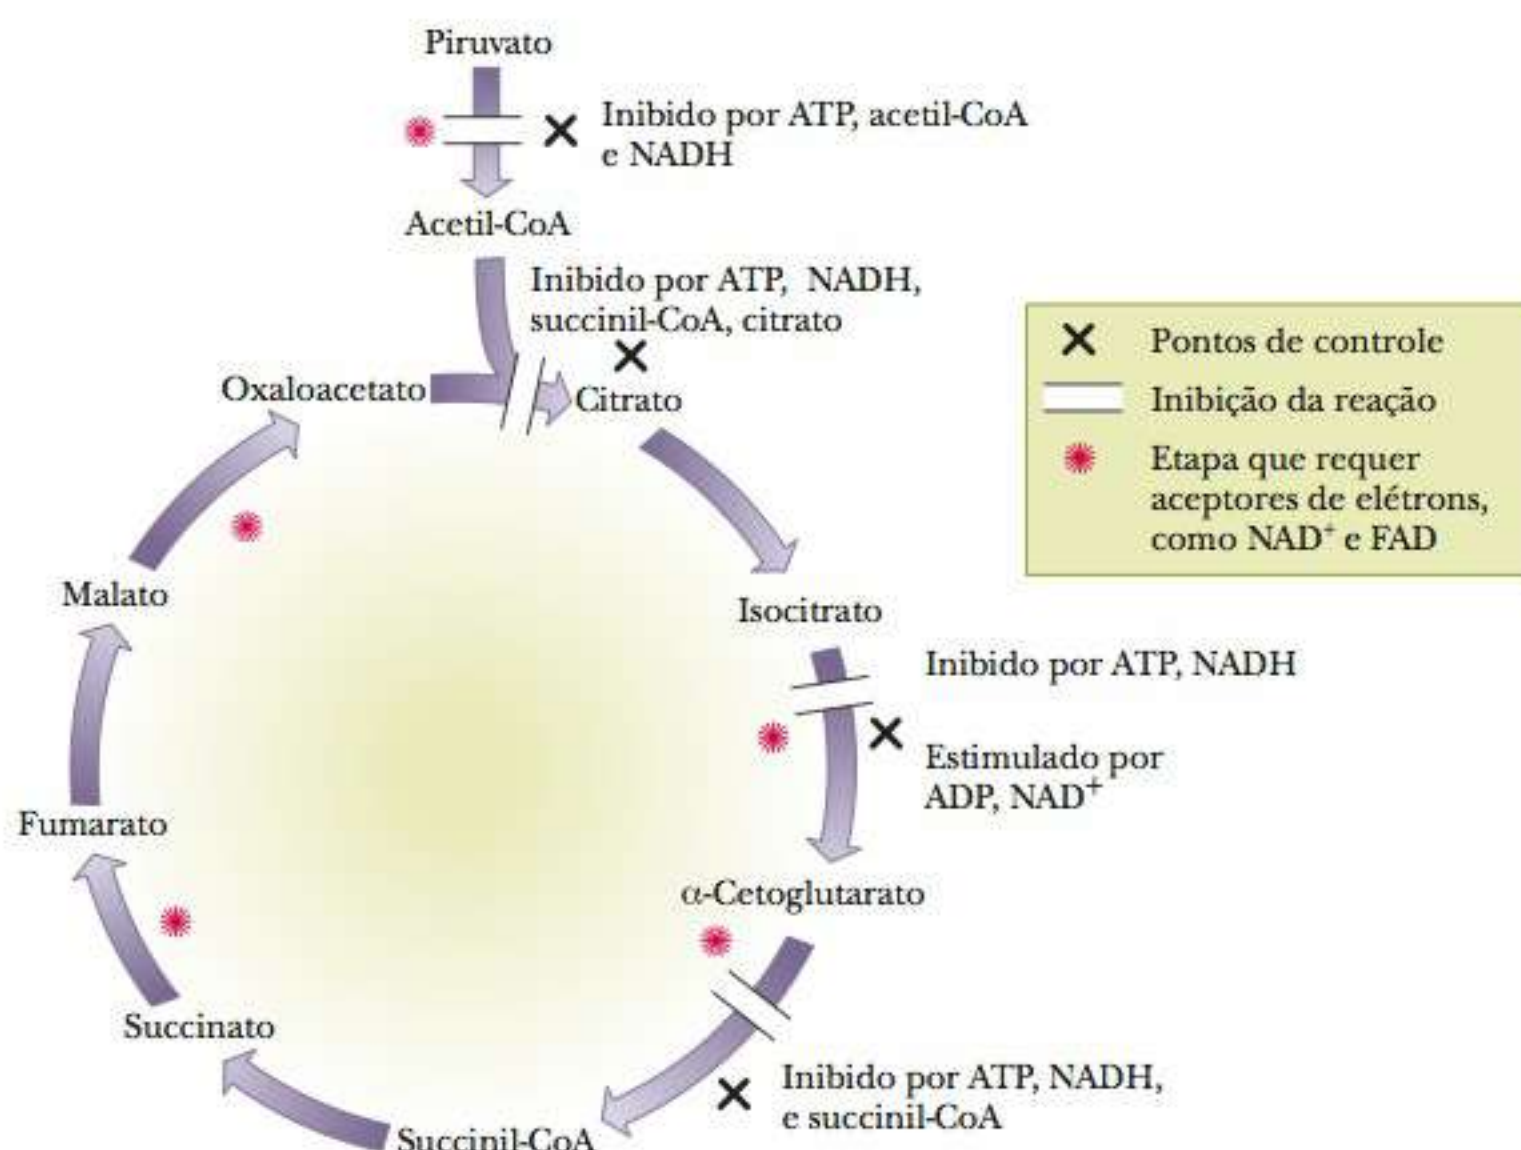 Piruvato
Inibido por ATP, acetil-CoA
e NADH
Acetil-CoA
Inibido por ATP, NADH,
succinil-CoA, citrato
Oxaloacetato
Citrato
Pontos de controle
Inibição da reação
Etapa que requer
aceptores de elétrons,
como NAD⁺ e FAD
Malato
Isocitrato
Inibido por ATP, NADH
Estimulado por
ADP, NAD⁺
Fumarato
α-Cetoglutarato
Succinato
Inibido por ATP, NADH,
e succinil-CoA
Succinil-CoA